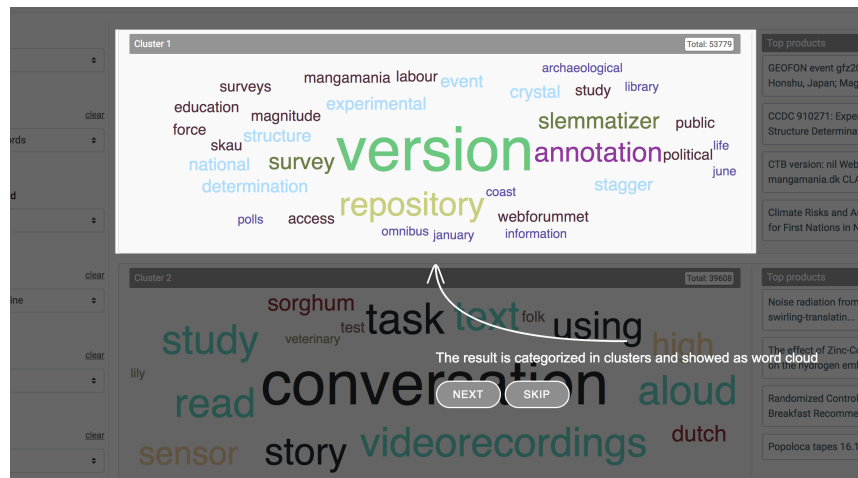 Cluster 1
Total: 53779
archaeological
mangamania labour event
surveys
crystal study library
education
experimental
magnitude
slemmatizer public
force
structure
version
skau
annotation political life
national survey
june
determination
stagger
coast
repository
polls access
webforummet
omnibus january information
clear
rds
d
clear
ine
clear
clear
Top products
GEOFON event gfz20
Honshu, Japan; Mag
CCDC 910271: Expe
Structure Determina
CTB version: nil Web
mangamania.dk CLA
Climate Risks and A
for First Nations in N
Cluster 2
Total: 39608
sorghum task text folk using
test
study veterinary
high
lily
conversation
read
aloud
sensor story videorecordings dutch
Top products
Noise radiation from
swirling-translatin...
The effect of Zinc-C
on the hydrogen emb
Randomized Control
Breakfast Recomme
Popoloca tapes 16.1
The result is categorized in clusters and showed as word cloud
NEXT
SKIP